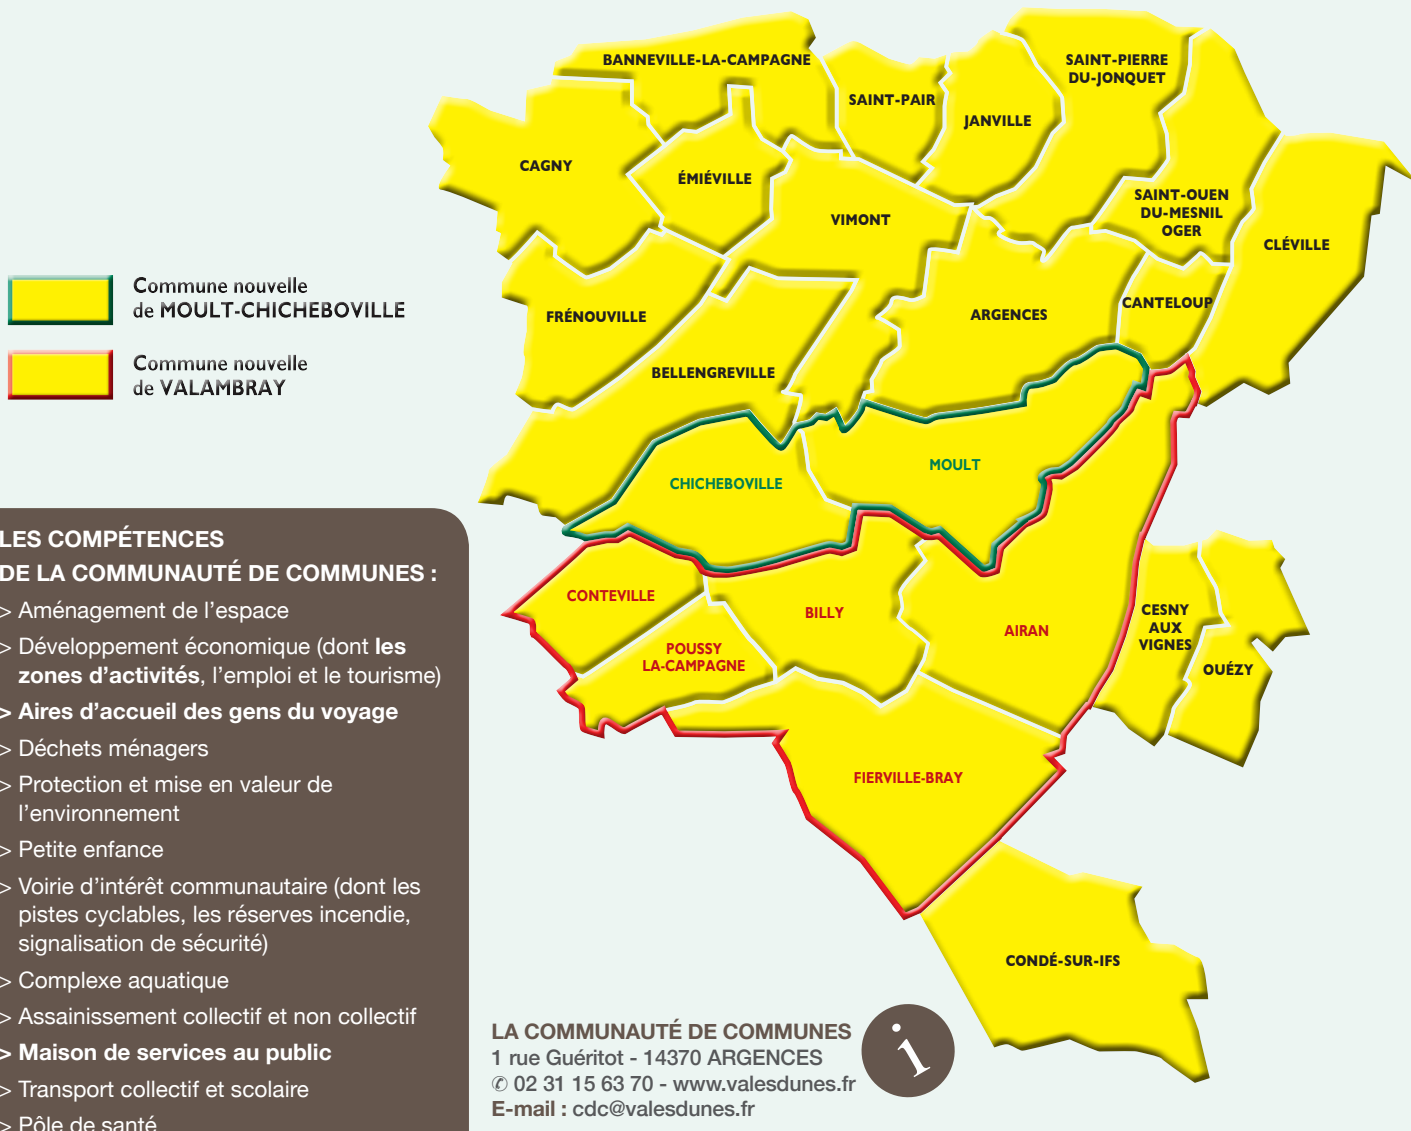 BANNEVILLE-LA-CAMPAGNE
SAINT-PAIR
JANVILLE
SAINT-PIERRE
DU-JONQUET
CAGNY
ÉMIÉVILLE
VIMONT
SAINT-OUEN
DU-MESNIL
OGER
CLÉVILLE
FRÉNOUVILLE
ARGENCES
CANTELOUP
BELLENGREVILLE
CHICHEBOVILLE
MOULT
CONTEVILLE
BILLY
AIRAN
POUSSY
LA-CAMPAGNE
CESNY
AUX
VIGNES
OUÉZY
FIERVILLE-BRAY
CONDÉ-SUR-IFS
Commune nouvelle
de MOULT-CHICHEBOVILLE
Commune nouvelle
de VALAMBRAY
LES COMPÉTENCES
DE LA COMMUNAUTÉ DE COMMUNES :
> Aménagement de l'espace
> Développement économique (dont les
zones d'activités, l'emploi et le tourisme)
> Aires d'accueil des gens du voyage
> Déchets ménagers
> Protection et mise en valeur de
l'environnement
> Petite enfance
> Voirie d'intérêt communautaire (dont les
pistes cyclables, les réserves incendie,
signalisation de sécurité)
> Complexe aquatique
> Assainissement collectif et non collectif
> Maison de services au public
> Transport collectif et scolaire
> Pôle de santé
LA COMMUNAUTÉ DE COMMUNES
1 rue Guéritot - 14370 ARGENCES
✆ 02 31 15 63 70 - www.valesdunes.fr
E-mail : cdc@valesdunes.fr
i